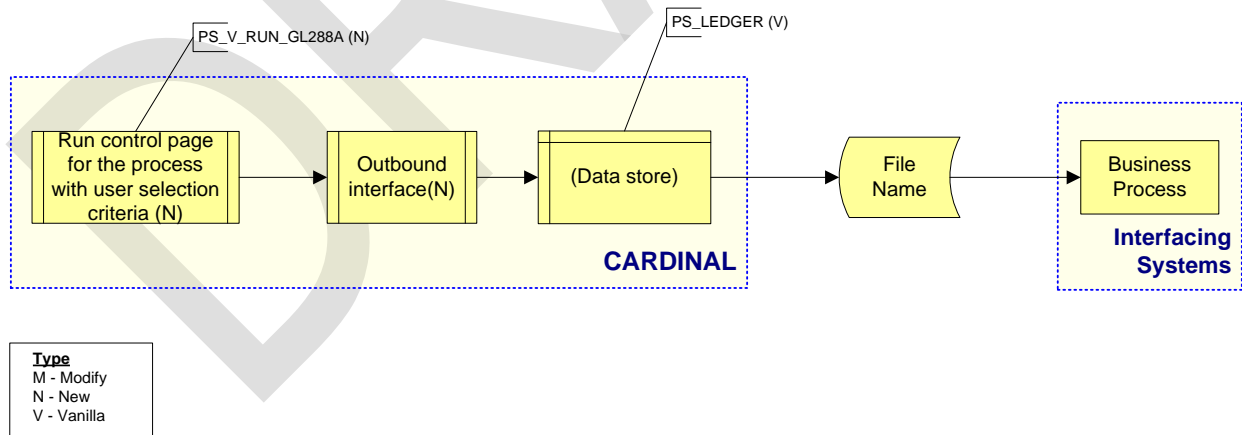 PS_V_RUN_GL288A (N)
PS_LEDGER (V)
Run control page
for the process
with user selection
criteria (N)
Outbound
interface(N)
(Data store)
File
Name
Business
Process
CARDINAL
Interfacing
Systems
Type
M - Modify
N - New
V - Vanilla